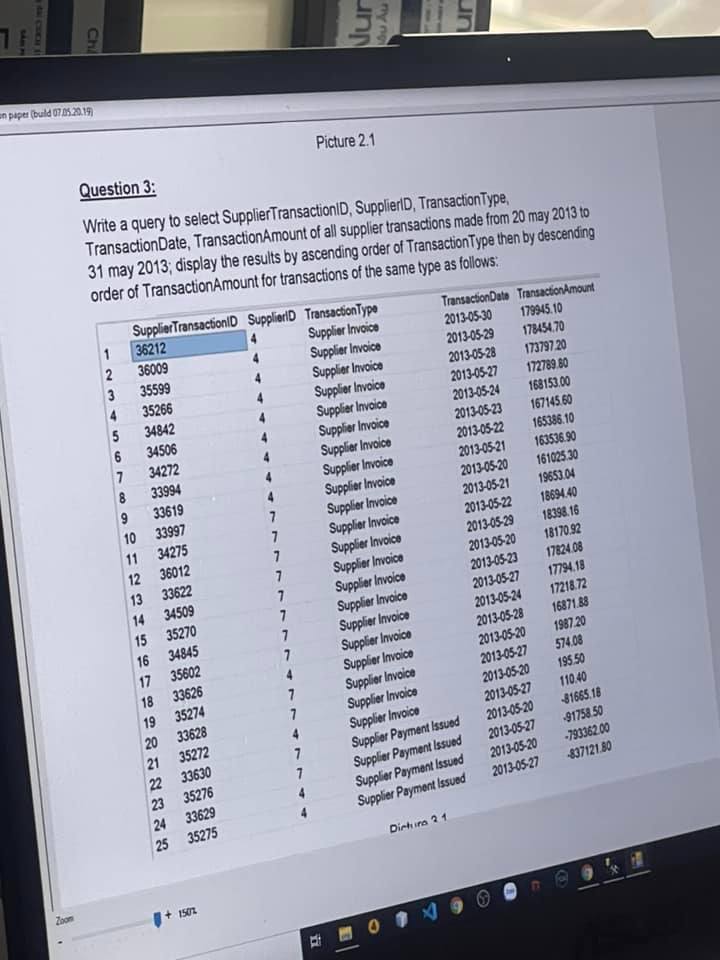 on paper (build 07.05.20.19)
Picture 2.1
Question 3:
Write a query to select SupplierTransactionID, SupplierID, TransactionType,
TransactionDate, TransactionAmount of all supplier transactions made from 20 may 2013 to
31 may 2013; display the results by ascending order of TransactionType then by descending
order of TransactionAmount for transactions of the same type as follows:
SupplierTransactionID SupplierID TransactionType TransactionDate TransactionAmount
1 36212 4 Supplier Invoice 2013-05-30 179945.10
2 36009 4 Supplier Invoice 2013-05-29 178454.70
3 35599 4 Supplier Invoice 2013-05-28 173797.20
4 35266 4 Supplier Invoice 2013-05-27 172789.80
5 34842 4 Supplier Invoice 2013-05-24 168153.00
6 34506 4 Supplier Invoice 2013-05-23 167145.60
7 34272 4 Supplier Invoice 2013-05-22 165386.10
8 33994 4 Supplier Invoice 2013-05-21 163536.90
9 33619 4 Supplier Invoice 2013-05-20 161025.30
10 33997 7 Supplier Invoice 2013-05-21 19653.04
11 34275 7 Supplier Invoice 2013-05-22 18694.40
12 36012 7 Supplier Invoice 2013-05-29 18398.16
13 33622 7 Supplier Invoice 2013-05-20 18170.92
14 34509 7 Supplier Invoice 2013-05-23 17824.08
15 35270 7 Supplier Invoice 2013-05-27 17794.18
16 34845 7 Supplier Invoice 2013-05-24 17218.72
17 35602 7 Supplier Invoice 2013-05-28 16871.88
18 33626 4 Supplier Invoice 2013-05-20 1987.20
19 35274 7 Supplier Invoice 2013-05-27 574.08
20 33628 7 Supplier Invoice 2013-05-20 195.50
21 35272 4 Supplier Invoice 2013-05-27 110.40
22 33630 7 Supplier Payment Issued 2013-05-20 -81665.18
23 35276 7 Supplier Payment Issued 2013-05-27 -91758.50
24 33629 4 Supplier Payment Issued 2013-05-20 -793362.00
25 35275 4 Supplier Payment Issued 2013-05-27 -837121.80
Picture 3.1
Zoom
- + 150%